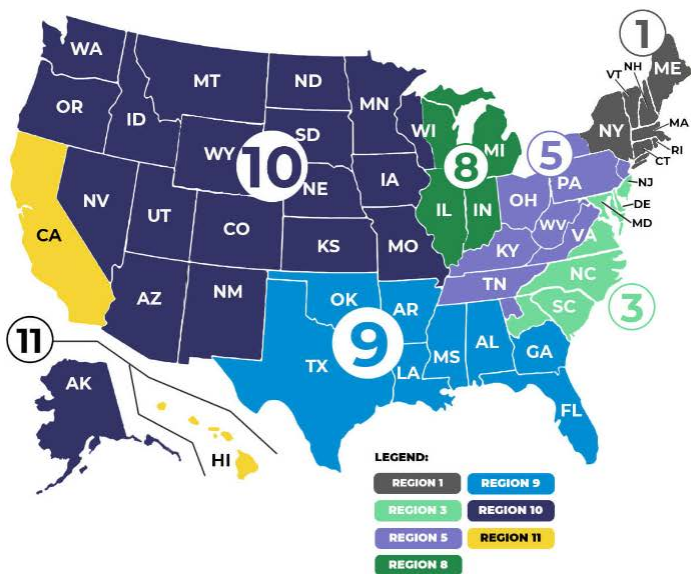 1
WA
MT
ND
MN
VT
NH
ME
OR
ID
SD
WI
MI
NY
MA
RI
CT
WY
10
8
5
PA
NJ
NE
IA
OH
DE
MD
NV
UT
CO
IL
IN
WV
VA
CA
KS
MO
KY
NC
AZ
NM
OK
AR
TN
SC
3
11
TX
9
LA
MS
AL
GA
AK
FL
HI
LEGEND:
REGION 1
REGION 9
REGION 3
REGION 10
REGION 5
REGION 11
REGION 8